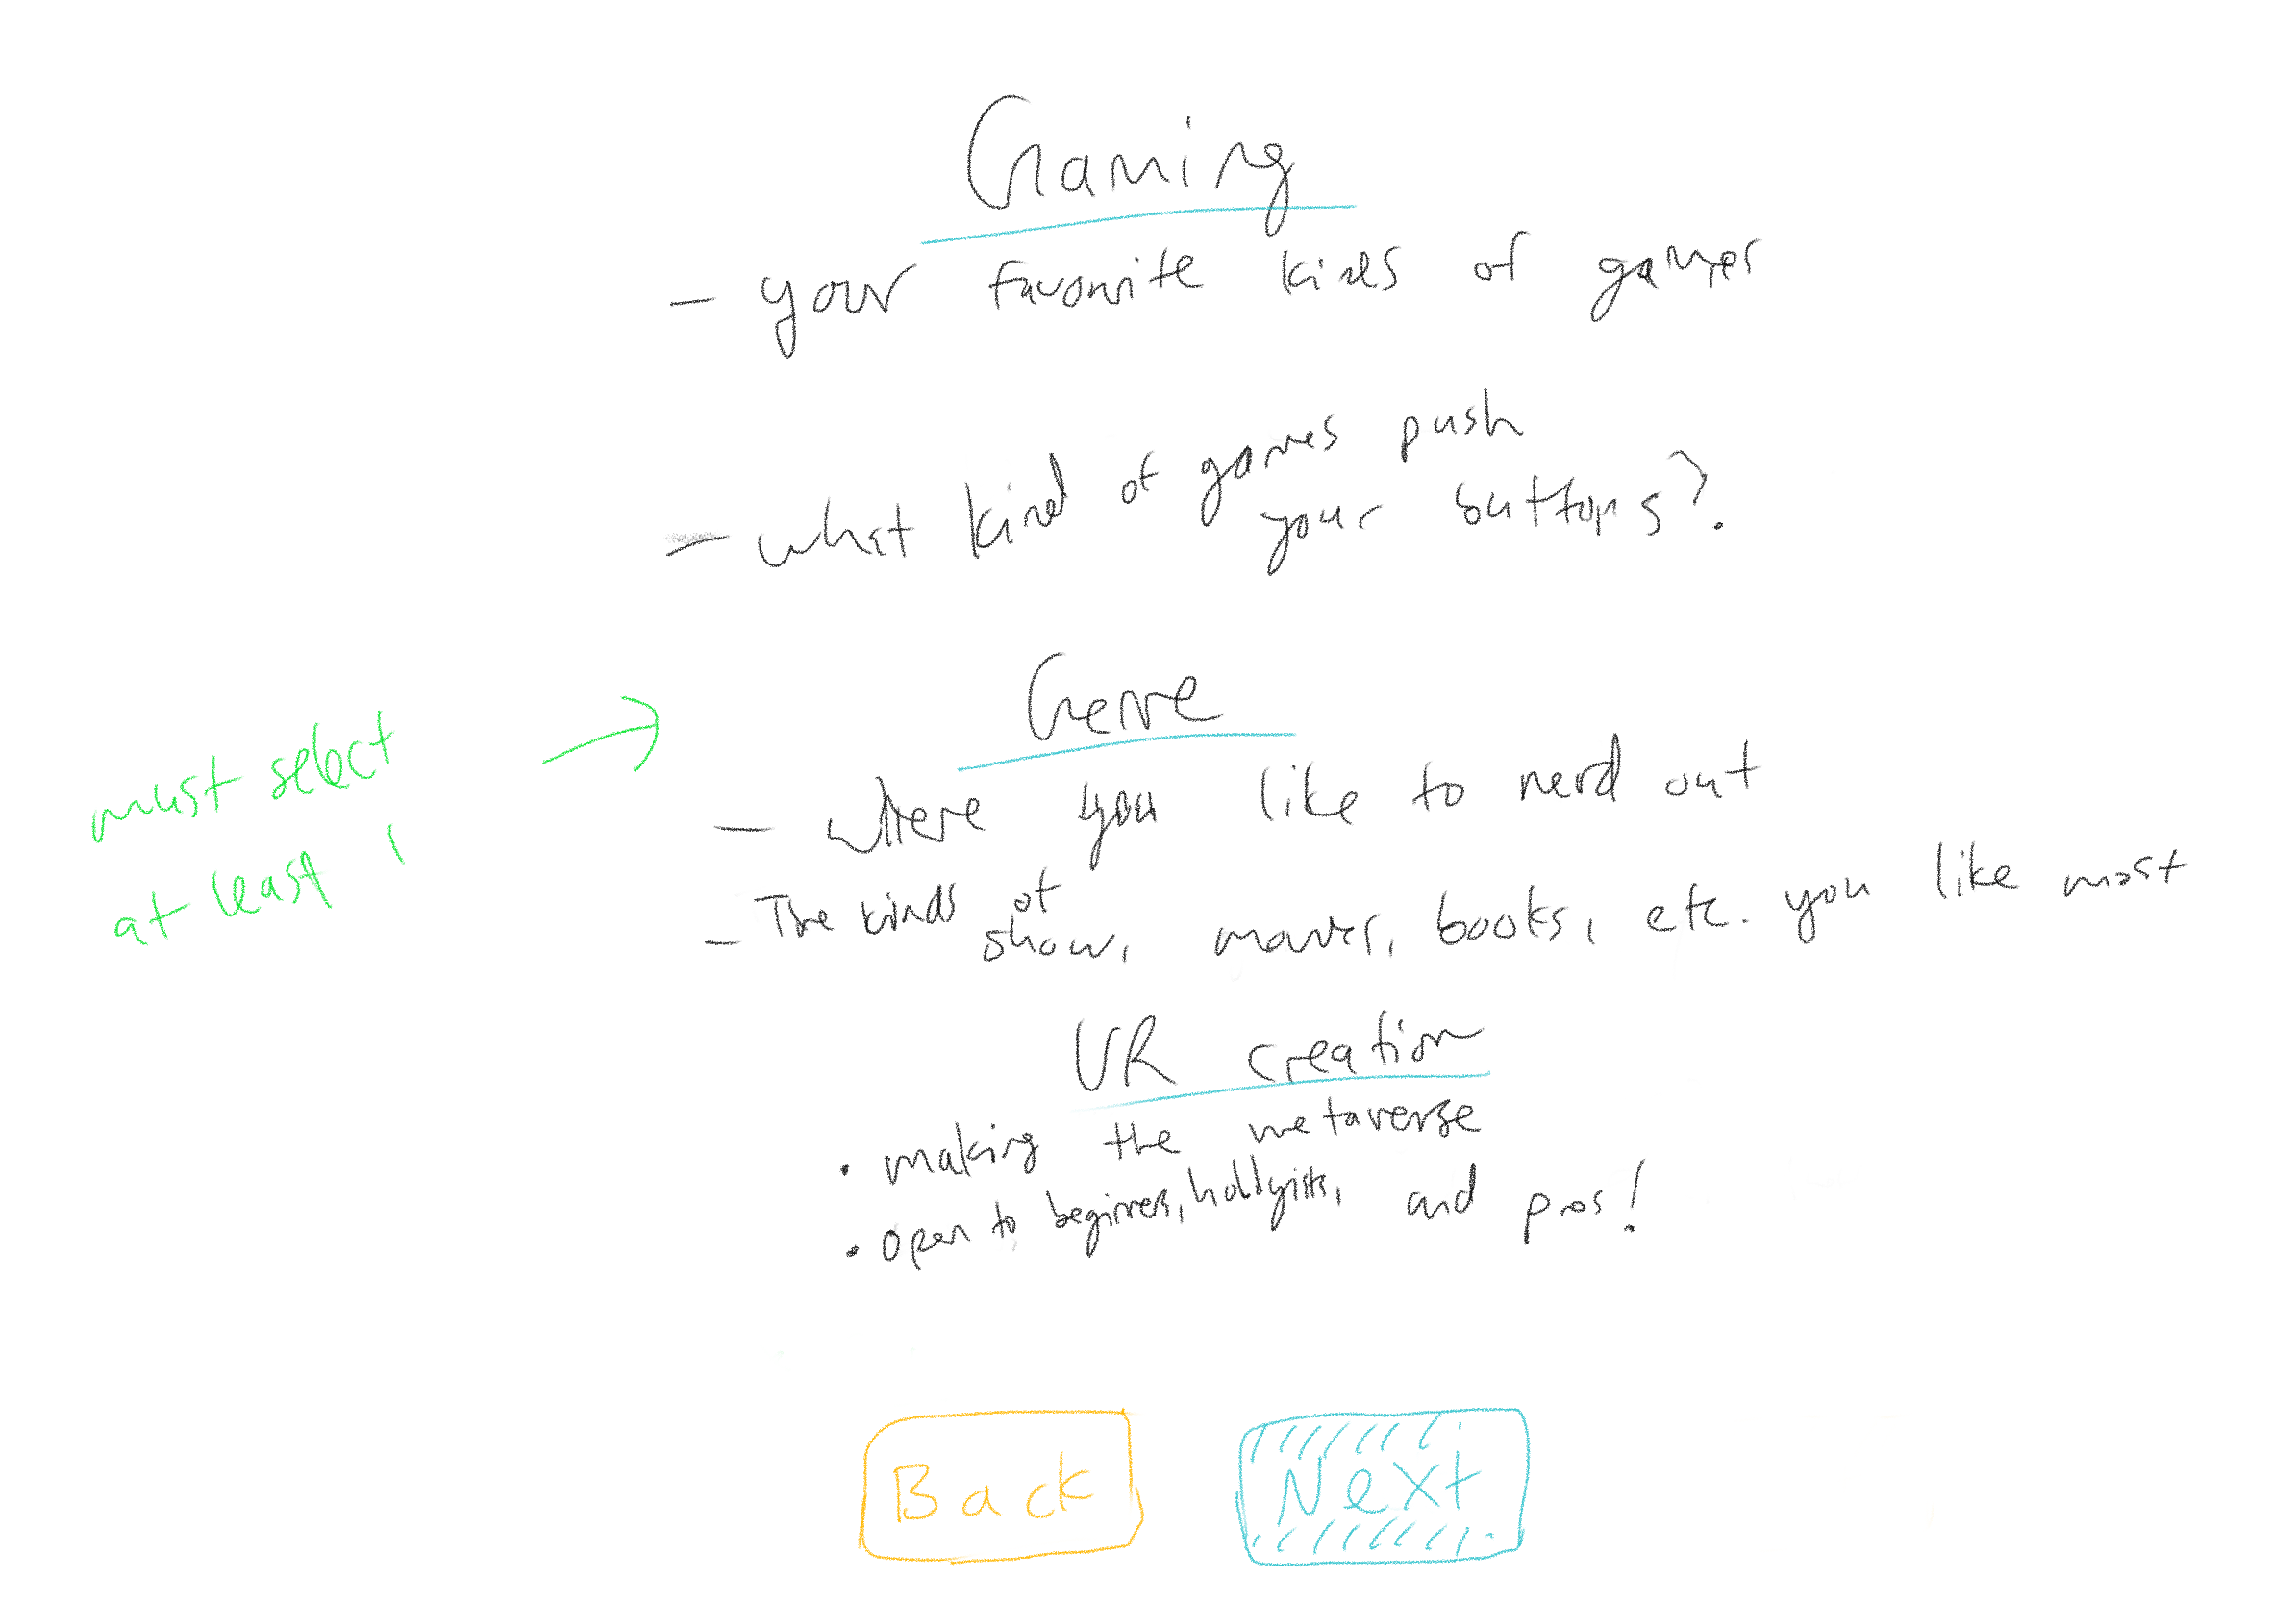 Gaming
- your favorite kinds of games
- what kind of games push
your buttons?
Genre
- where you like to nerd out
- The kinds of
show, movies, books, etc. you like most
must select
at least 1
VR creation
• making the metaverse
• open to beginners, hobbyists, and pros!
Back
Next